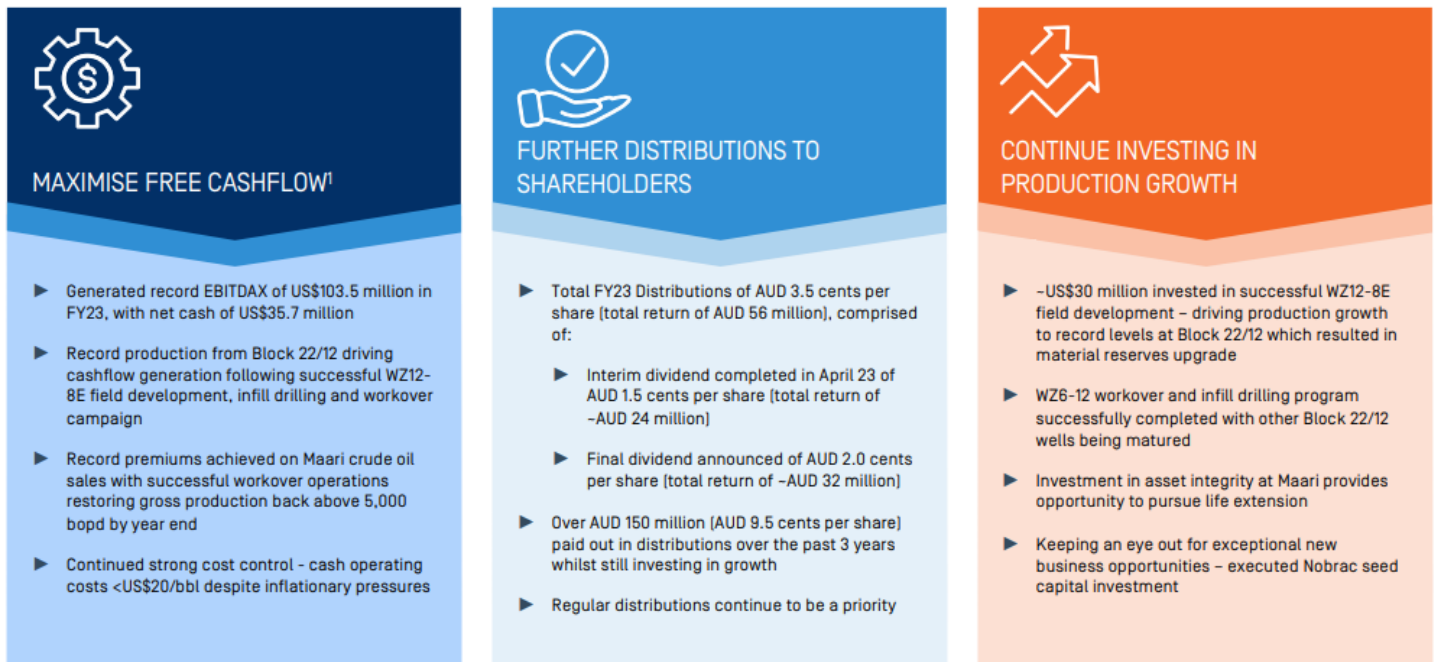 MAXIMISE FREE CASHFLOW¹
► Generated record EBITDAX of US$103.5 million in
FY23, with net cash of US$35.7 million
► Record production from Block 22/12 driving
cashflow generation following successful WZ12-
8E field development, infill drilling and workover
campaign
► Record premiums achieved on Maari crude oil
sales with successful workover operations
restoring gross production back above 5,000
bopd by year end
► Continued strong cost control - cash operating
costs <US$20/bbl despite inflationary pressures
FURTHER DISTRIBUTIONS TO
SHAREHOLDERS
► Total FY23 Distributions of AUD 3.5 cents per
share (total return of AUD 56 million), comprised
of:
► Interim dividend completed in April 23 of
AUD 1.5 cents per share (total return of
~AUD 24 million)
► Final dividend announced of AUD 2.0 cents
per share (total return of ~AUD 32 million)
► Over AUD 150 million (AUD 9.5 cents per share)
paid out in distributions over the past 3 years
whilst still investing in growth
► Regular distributions continue to be a priority
CONTINUE INVESTING IN
PRODUCTION GROWTH
► ~US$30 million invested in successful WZ12-8E
field development – driving production growth
to record levels at Block 22/12 which resulted in
material reserves upgrade
► WZ6-12 workover and infill drilling program
successfully completed with other Block 22/12
wells being matured
► Investment in asset integrity at Maari provides
opportunity to pursue life extension
► Keeping an eye out for exceptional new
business opportunities – executed Nobrac seed
capital investment